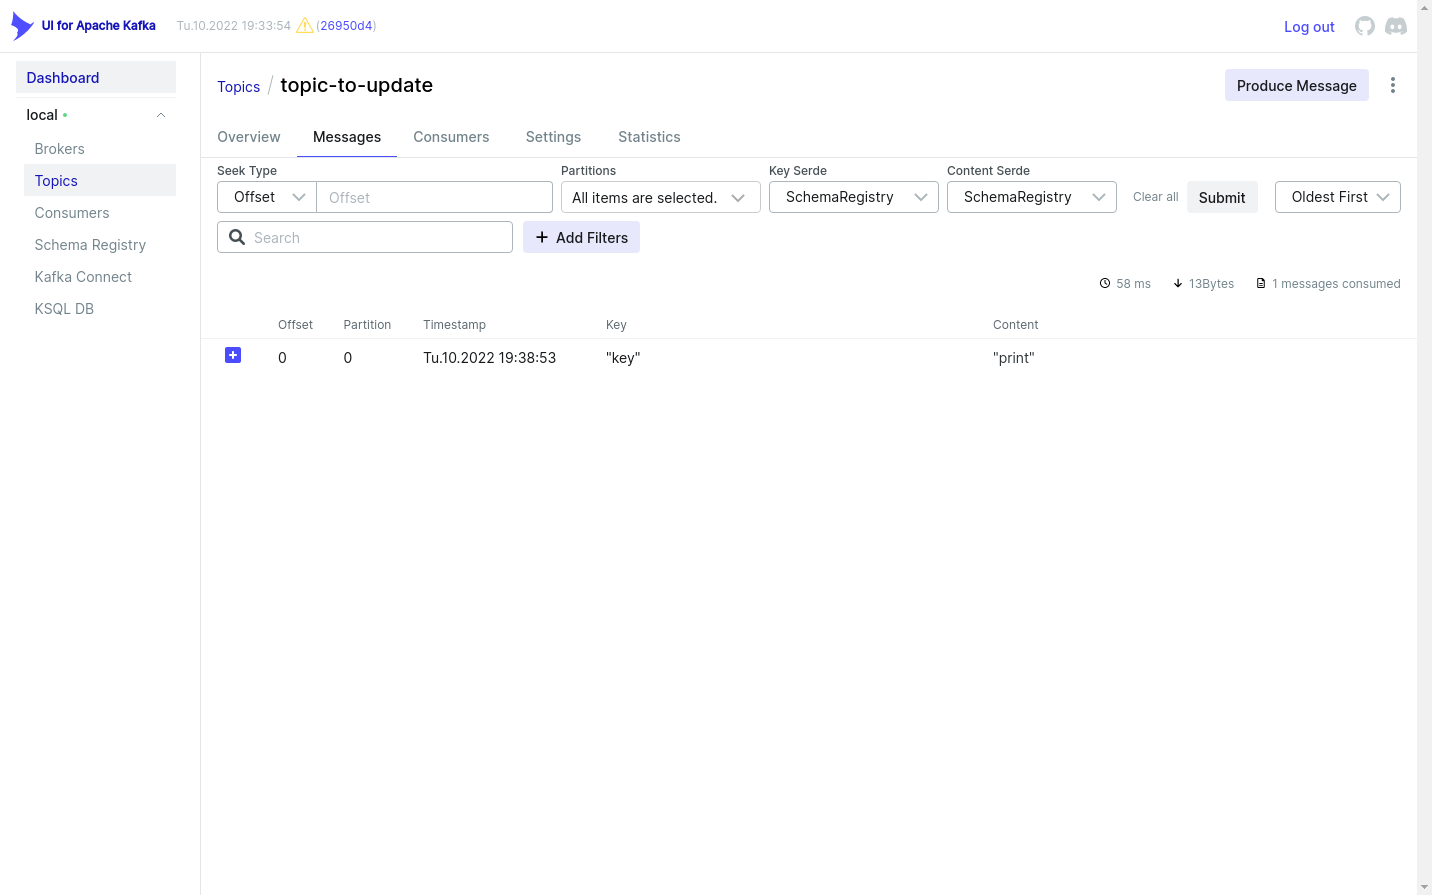 UI for Apache Kafka Tu.10.2022 19:33:54 (26950d4) Log out
Dashboard
local
Brokers
Topics
Consumers
Schema Registry
Kafka Connect
KSQL DB
Topics / topic-to-update Produce Message
Overview Messages Consumers Settings Statistics
Seek Type Partitions Key Serde Content Serde
Offset Offset All items are selected. SchemaRegistry SchemaRegistry Clear all Submit Oldest First
Search Add Filters
58 ms 13Bytes 1 messages consumed
Offset Partition Timestamp Key Content
0 0 Tu.10.2022 19:38:53 "key" "print"